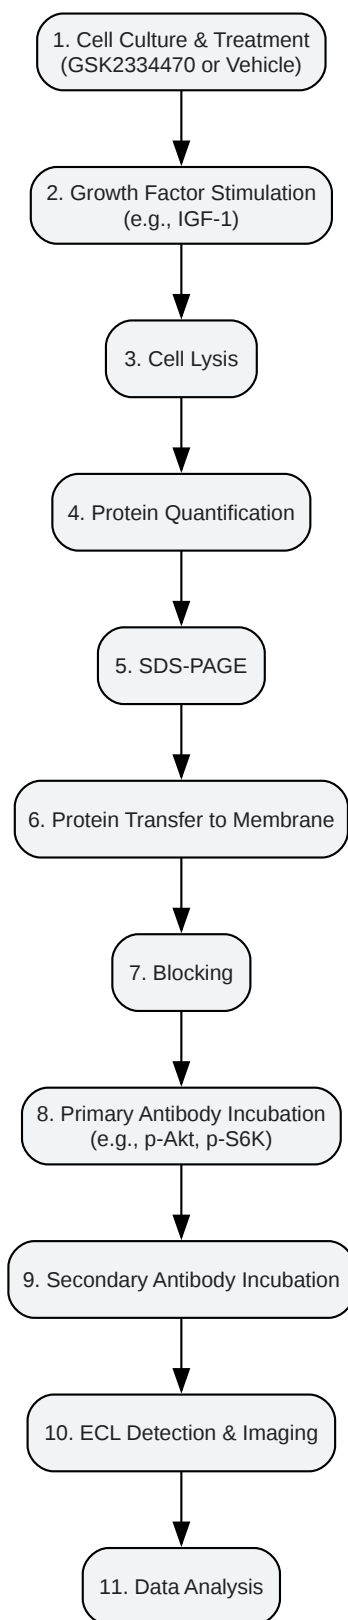 1. Cell Culture & Treatment
(GSK2334470 or Vehicle)
2. Growth Factor Stimulation
(e.g., IGF-1)
3. Cell Lysis
4. Protein Quantification
5. SDS-PAGE
6. Protein Transfer to Membrane
7. Blocking
8. Primary Antibody Incubation
(e.g., p-Akt, p-S6K)
9. Secondary Antibody Incubation
10. ECL Detection & Imaging
11. Data Analysis